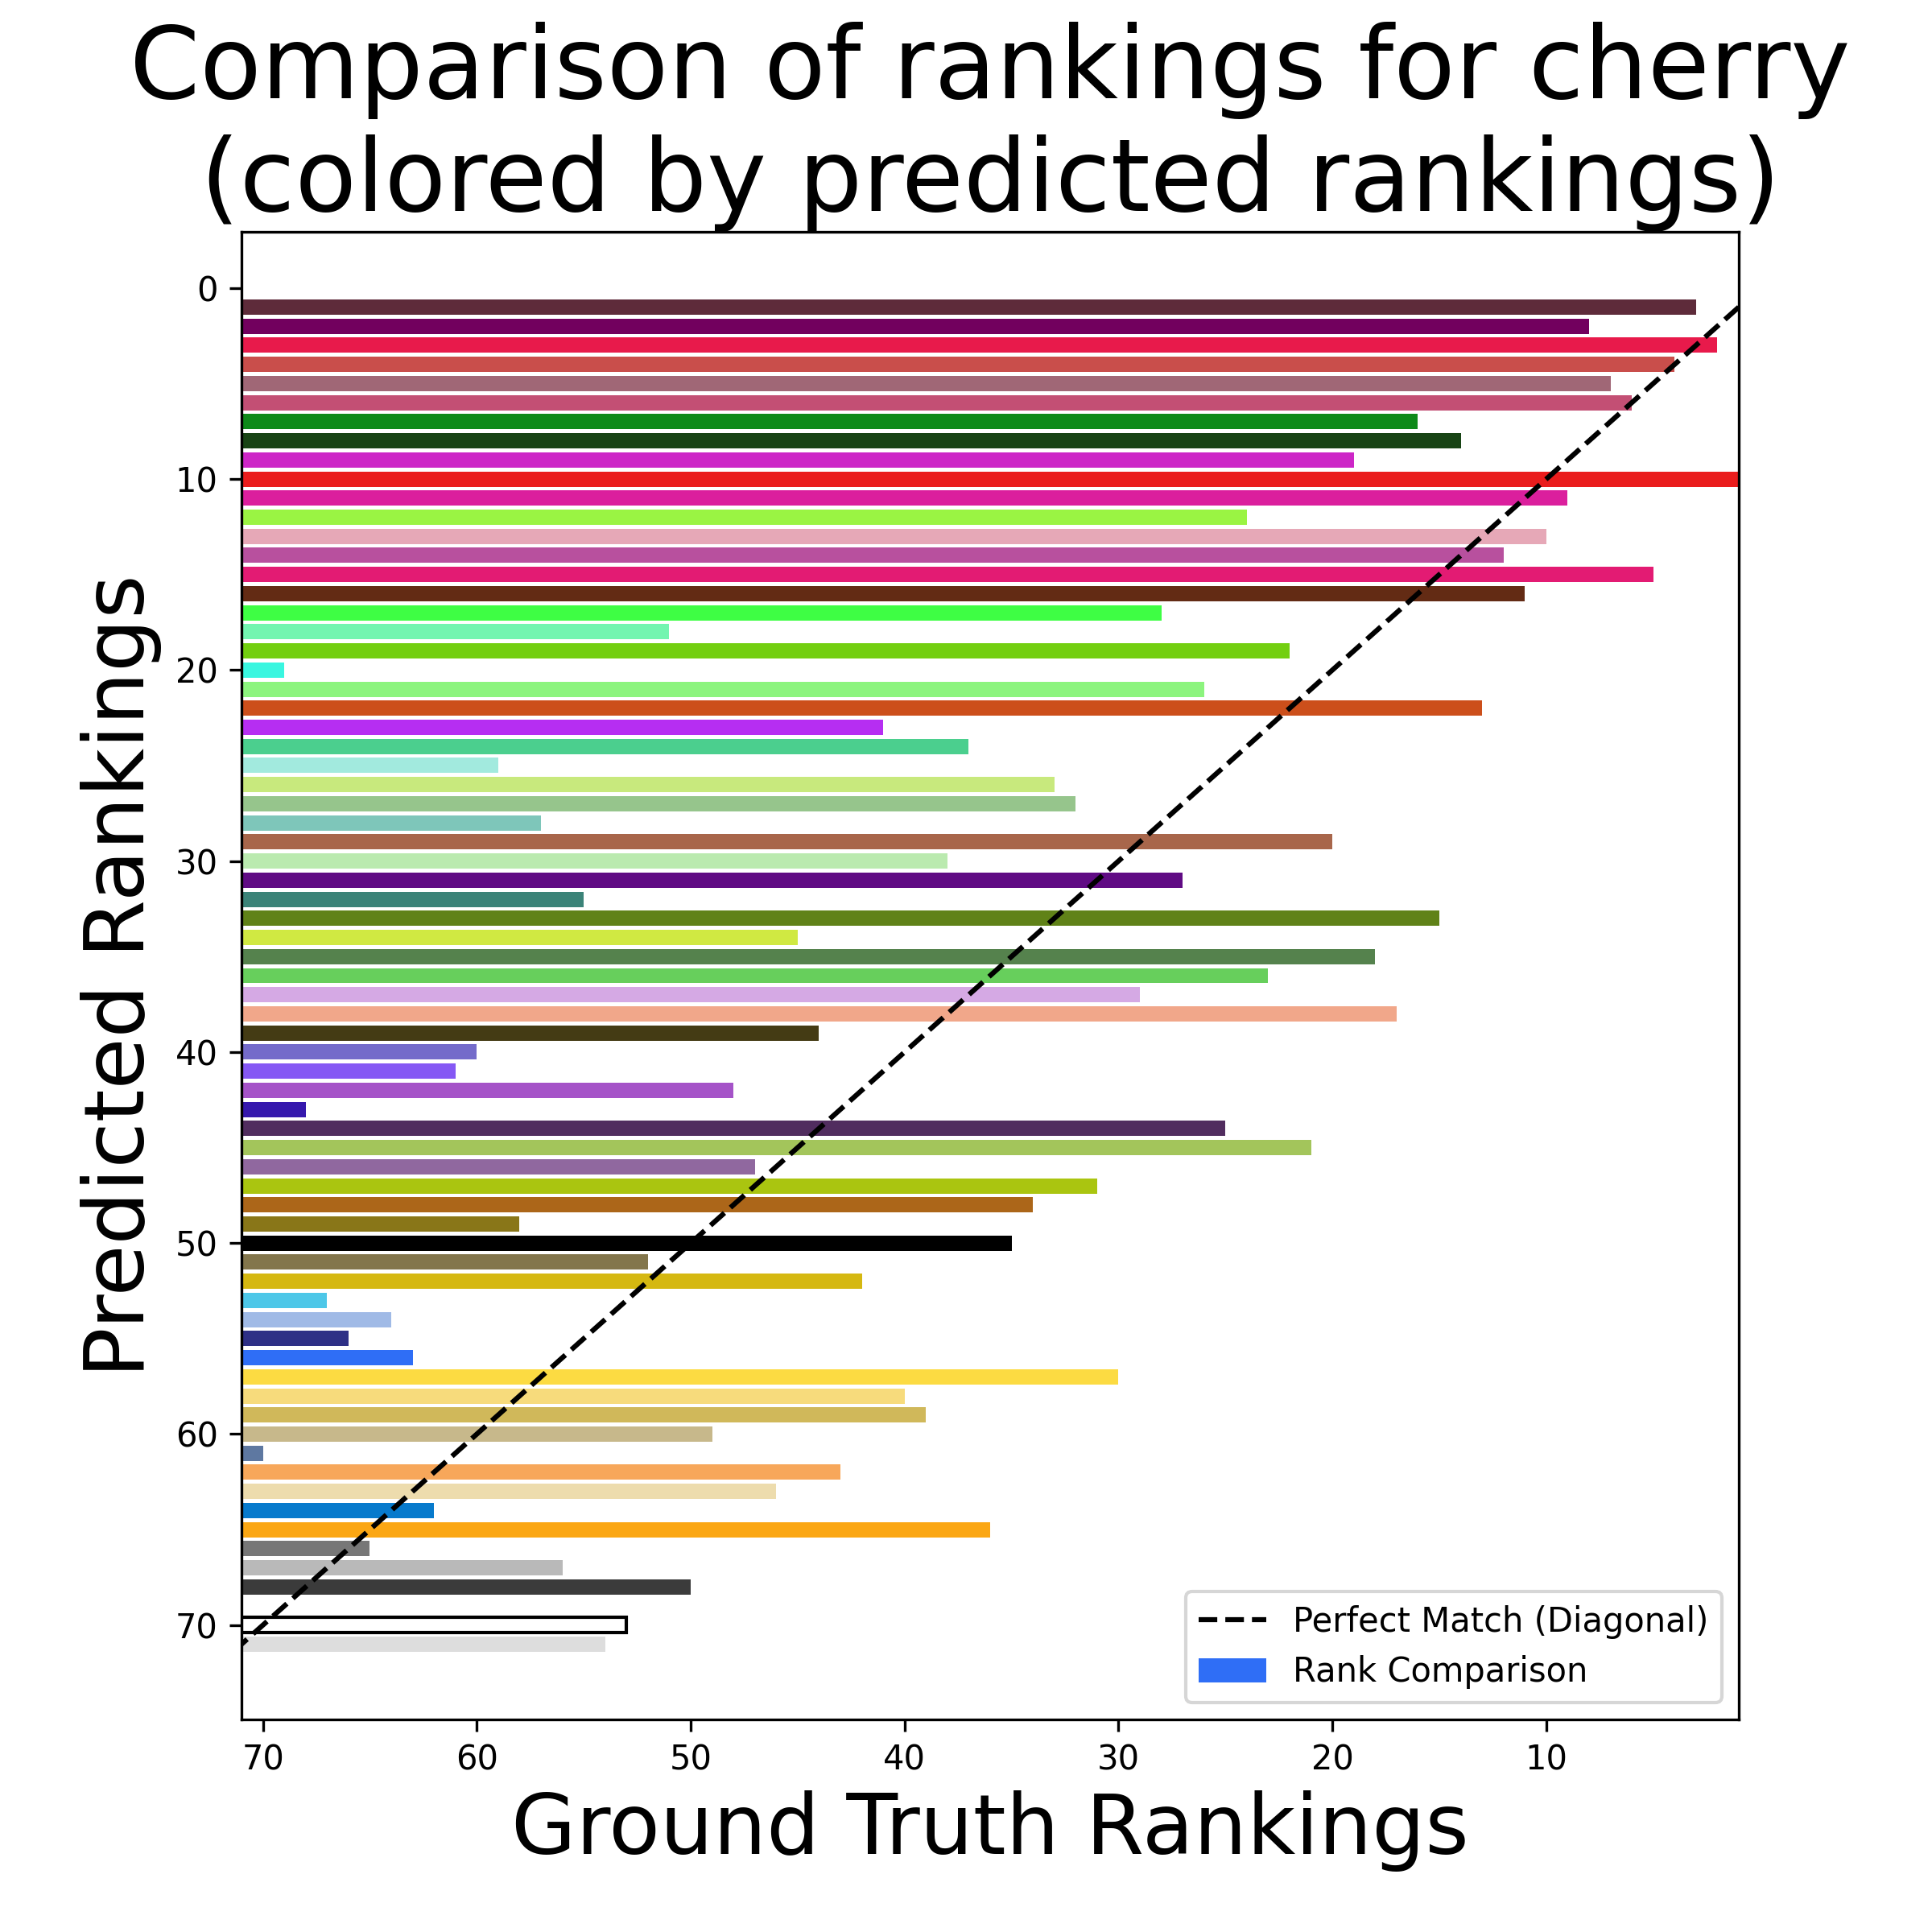 Comparison of rankings for cherry
(colored by predicted rankings)
Predicted Rankings
0
10
20
30
40
50
60
70
70 60 50 40 30 20 10
Ground Truth Rankings
Perfect Match (Diagonal)
Rank Comparison